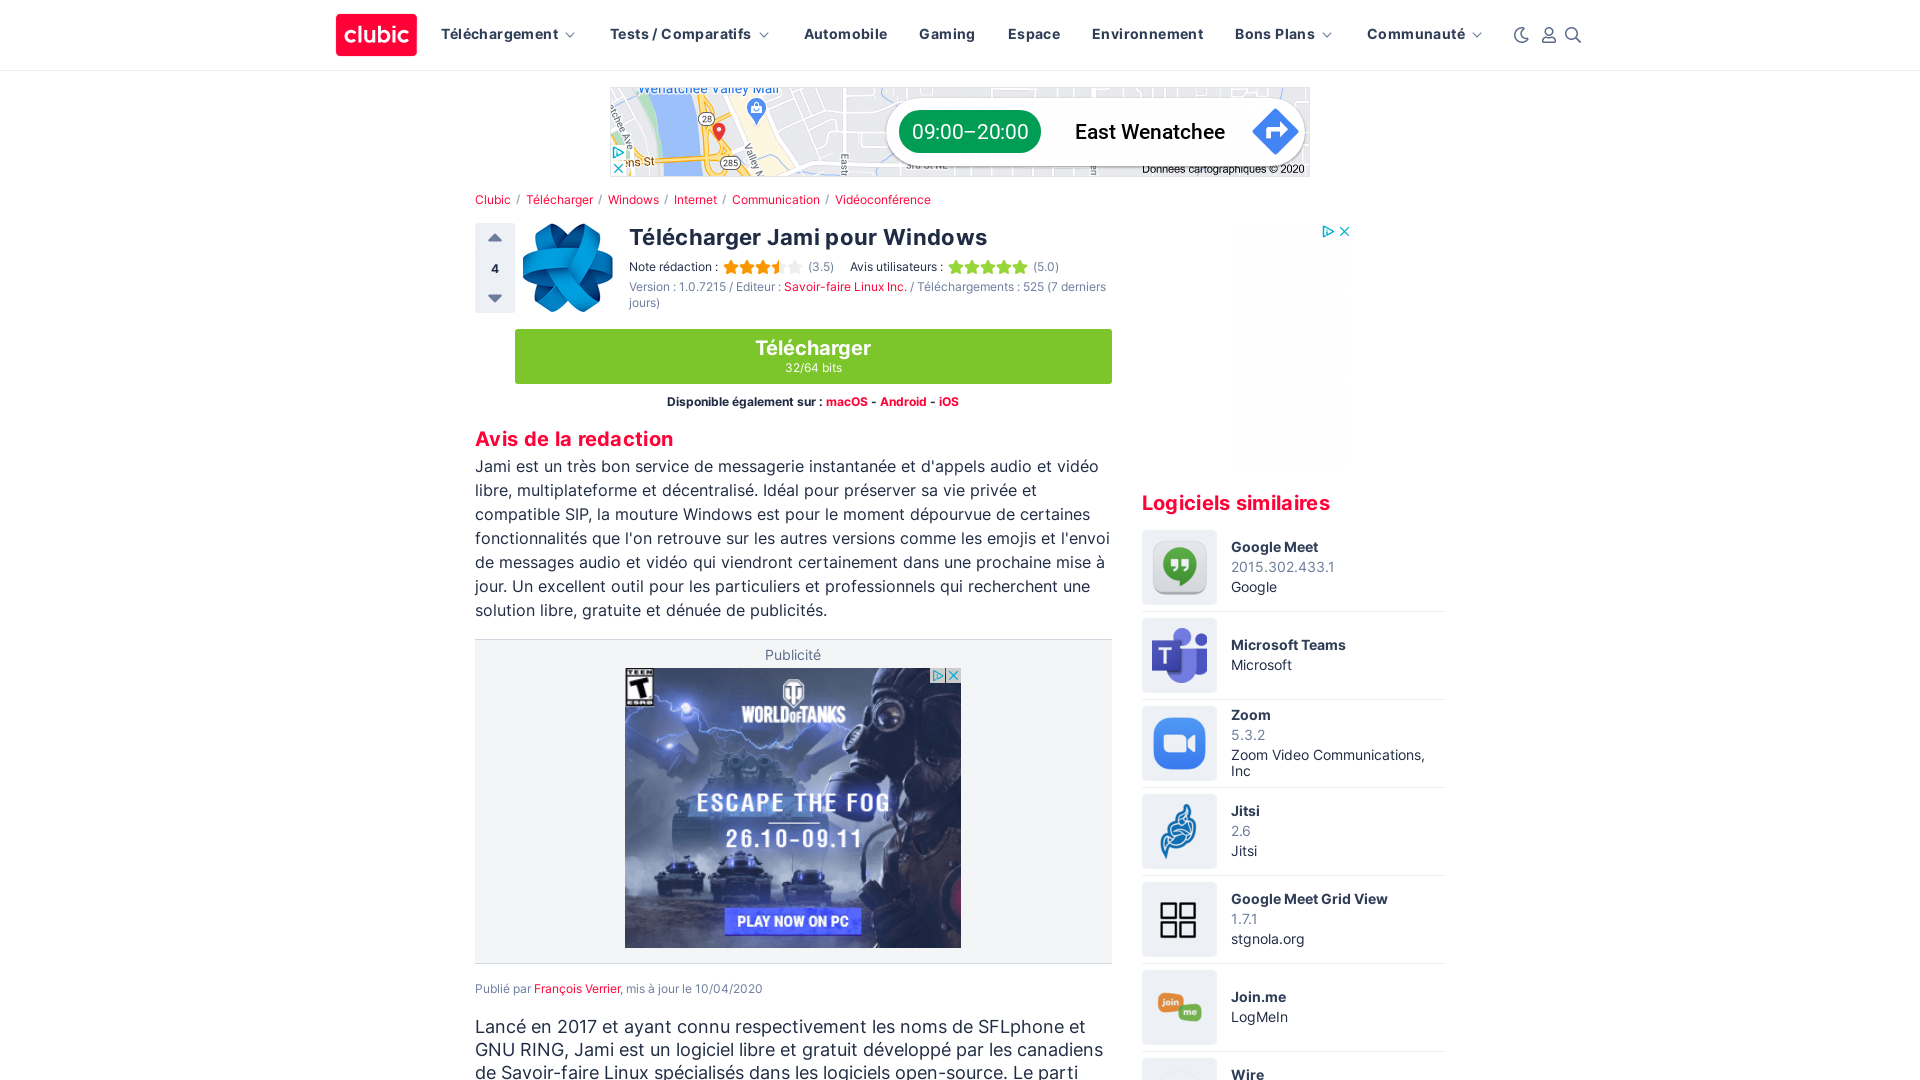 clubic
Téléchargement
Tests / Comparatifs
Automobile
Gaming
Espace
Environnement
Bons Plans
Communauté
Wenatchee Valley Mall
28
285
Valley
3rd St NE
09:00–20:00
East Wenatchee
Données cartographiques © 2020
Clubic / Télécharger / Windows / Internet / Communication / Vidéoconférence
4
Télécharger Jami pour Windows
Note rédaction : (3.5) Avis utilisateurs : (5.0)
Version : 1.0.7215 / Editeur : Savoir-faire Linux Inc. / Téléchargements : 525 (7 derniers
jours)
Télécharger
32/64 bits
Disponible également sur : macOS - Android - iOS
Avis de la redaction
Jami est un très bon service de messagerie instantanée et d'appels audio et vidéo
libre, multiplateforme et décentralisé. Idéal pour préserver sa vie privée et
compatible SIP, la mouture Windows est pour le moment dépourvue de certaines
fonctionnalités que l'on retrouve sur les autres versions comme les emojis et l'envoi
de messages audio et vidéo qui viendront certainement dans une prochaine mise à
jour. Un excellent outil pour les particuliers et professionnels qui recherchent une
solution libre, gratuite et dénuée de publicités.
Publicité
TEEN
T
ESRB
WORLD OF TANKS
ESCAPE THE FOG
26.10-09.11
PLAY NOW ON PC
Publié par François Verrier, mis à jour le 10/04/2020
Lancé en 2017 et ayant connu respectivement les noms de SFLphone et
GNU RING, Jami est un logiciel libre et gratuit développé par les canadiens
de Savoir-faire Linux spécialisés dans les logiciels open-source. Le parti
Logiciels similaires
Google Meet
2015.302.433.1
Google
Microsoft Teams
Microsoft
Zoom
5.3.2
Zoom Video Communications,
Inc
Jitsi
2.6
Jitsi
Google Meet Grid View
1.7.1
stgnola.org
join
me
Join.me
LogMeIn
Wire